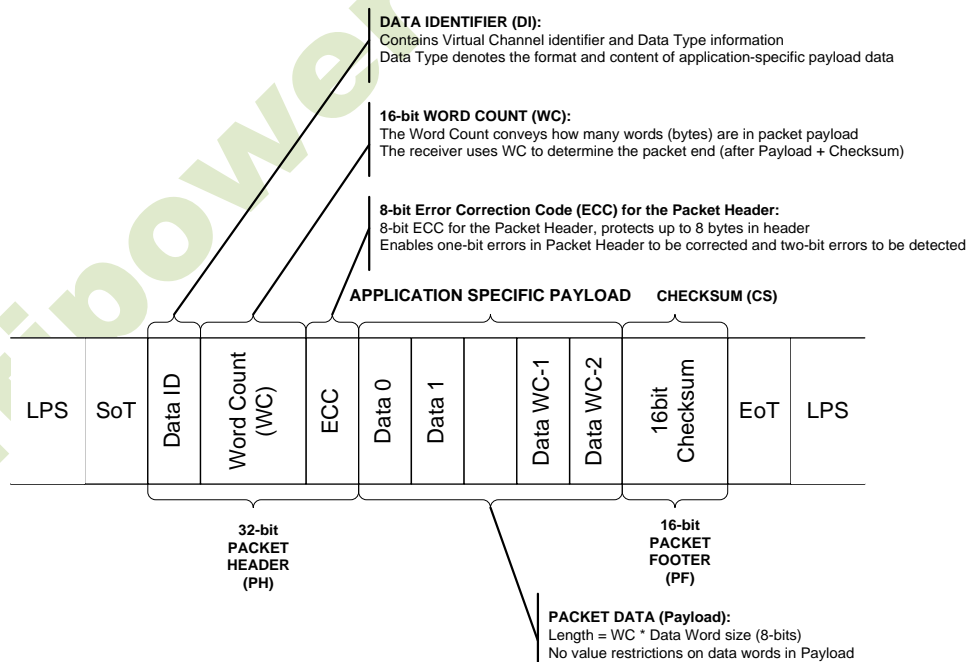 DATA IDENTIFIER (DI):
Contains Virtual Channel identifier and Data Type information
Data Type denotes the format and content of application-specific payload data
16-bit WORD COUNT (WC):
The Word Count conveys how many words (bytes) are in packet payload
The receiver uses WC to determine the packet end (after Payload + Checksum)
8-bit Error Correction Code (ECC) for the Packet Header:
8-bit ECC for the Packet Header, protects up to 8 bytes in header
Enables one-bit errors in Packet Header to be corrected and two-bit errors to be detected
APPLICATION SPECIFIC PAYLOAD
CHECKSUM (CS)
LPS
SoT
Data ID
Word Count
(WC)
ECC
Data 0
Data 1
Data WC-1
Data WC-2
16bit
Checksum
EoT
LPS
32-bit
PACKET
HEADER
(PH)
16-bit
PACKET
FOOTER
(PF)
PACKET DATA (Payload):
Length = WC * Data Word size (8-bits)
No value restrictions on data words in Payload